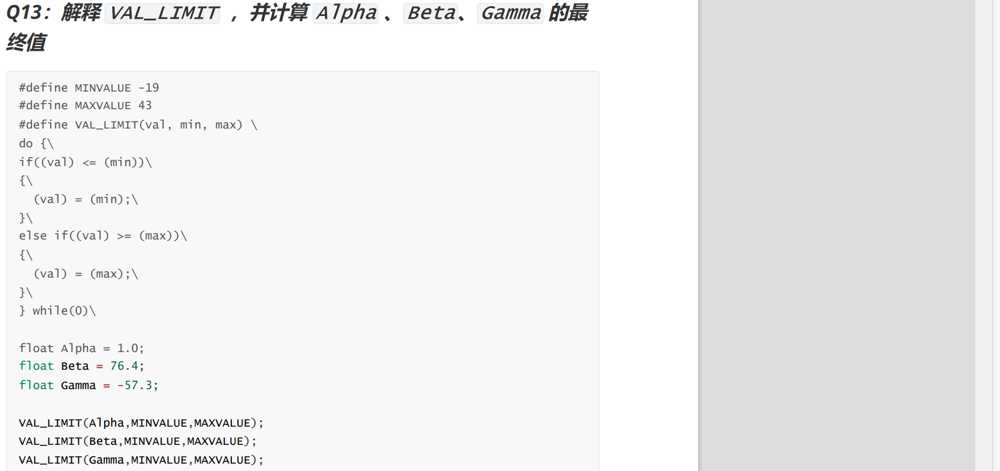 Q13：解释 VAL_LIMIT ，并计算 Alpha 、 Beta、 Gamma 的最
终值
#define MINVALUE -19
#define MAXVALUE 43
#define VAL_LIMIT(val, min, max) \
do {\
if((val) <= (min))\
{\
  (val) = (min);\
}\
else if((val) >= (max))\
{\
  (val) = (max);\
}\
} while(0)\
float Alpha = 1.0;
float Beta = 76.4;
float Gamma = -57.3;
VAL_LIMIT(Alpha,MINVALUE,MAXVALUE);
VAL_LIMIT(Beta,MINVALUE,MAXVALUE);
VAL_LIMIT(Gamma,MINVALUE,MAXVALUE);